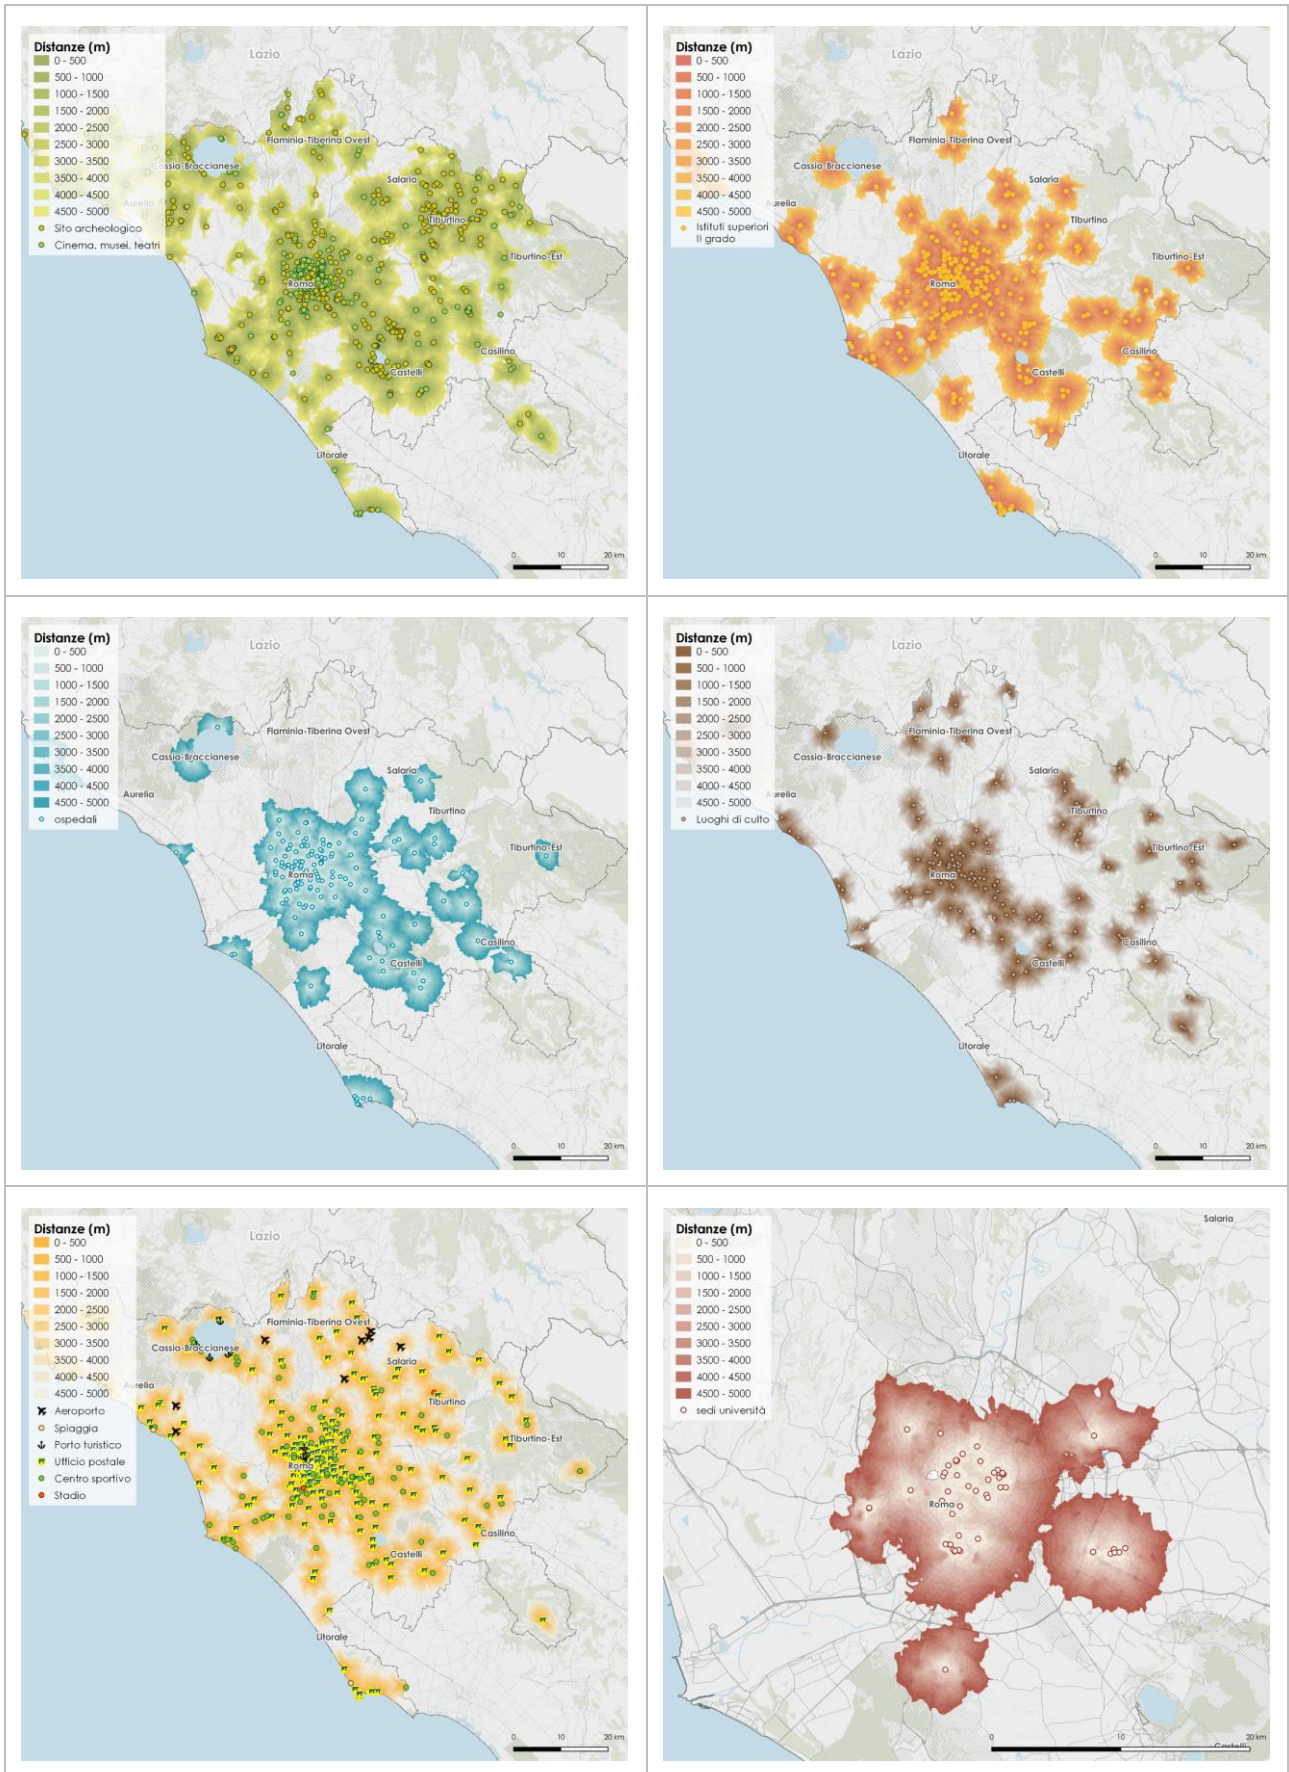 Distanze (m)
0 - 500
500 - 1000
1000 - 1500
1500 - 2000
2000 - 2500
2500 - 3000
3000 - 3500
3500 - 4000
4000 - 4500
4500 - 5000
Sito archeologico
Cinema, musei, teatri
Lazio
Flaminia-Tiberina Ovest
Cassia-Braccianese
Salaria
Aurelia
Tiburtino
Tiburtino-Est
Roma
Casilino
Castelli
Litorale
0 10 20 km
Distanze (m)
0 - 500
500 - 1000
1000 - 1500
1500 - 2000
2000 - 2500
2500 - 3000
3000 - 3500
3500 - 4000
4000 - 4500
4500 - 5000
Istituti superiori
II grado
Lazio
Flaminia-Tiberina Ovest
Cassia-Braccianese
Salaria
Aurelia
Tiburtino
Tiburtino-Est
Roma
Casilino
Castelli
Litorale
0 10 20 km
Distanze (m)
0 - 500
500 - 1000
1000 - 1500
1500 - 2000
2000 - 2500
2500 - 3000
3000 - 3500
3500 - 4000
4000 - 4500
4500 - 5000
ospedali
Lazio
Flaminia-Tiberina Ovest
Cassia-Braccianese
Salaria
Aurelia
Tiburtino
Tiburtino-Est
Roma
Casilino
Castelli
Litorale
0 10 20 km
Distanze (m)
0 - 500
500 - 1000
1000 - 1500
1500 - 2000
2000 - 2500
2500 - 3000
3000 - 3500
3500 - 4000
4000 - 4500
4500 - 5000
Luoghi di culto
Lazio
Flaminia-Tiberina Ovest
Cassia-Braccianese
Salaria
Aurelia
Tiburtino
Tiburtino-Est
Roma
Casilino
Castelli
Litorale
0 10 20 km
Distanze (m)
0 - 500
500 - 1000
1000 - 1500
1500 - 2000
2000 - 2500
2500 - 3000
3000 - 3500
3500 - 4000
4000 - 4500
4500 - 5000
Aeroporto
Spiaggia
Porto turistico
PT Ufficio postale
Centro sportivo
Stadio
Lazio
Flaminia-Tiberina Ovest
Cassia-Braccianese
Salaria
Aurelia
Tiburtino
Tiburtino-Est
Roma
Casilino
Castelli
Litorale
0 10 20 km
Distanze (m)
0 - 500
500 - 1000
1000 - 1500
1500 - 2000
2000 - 2500
2500 - 3000
3000 - 3500
3500 - 4000
4000 - 4500
4500 - 5000
sedi università
Salaria
Roma
0 10 20 km
Castelli